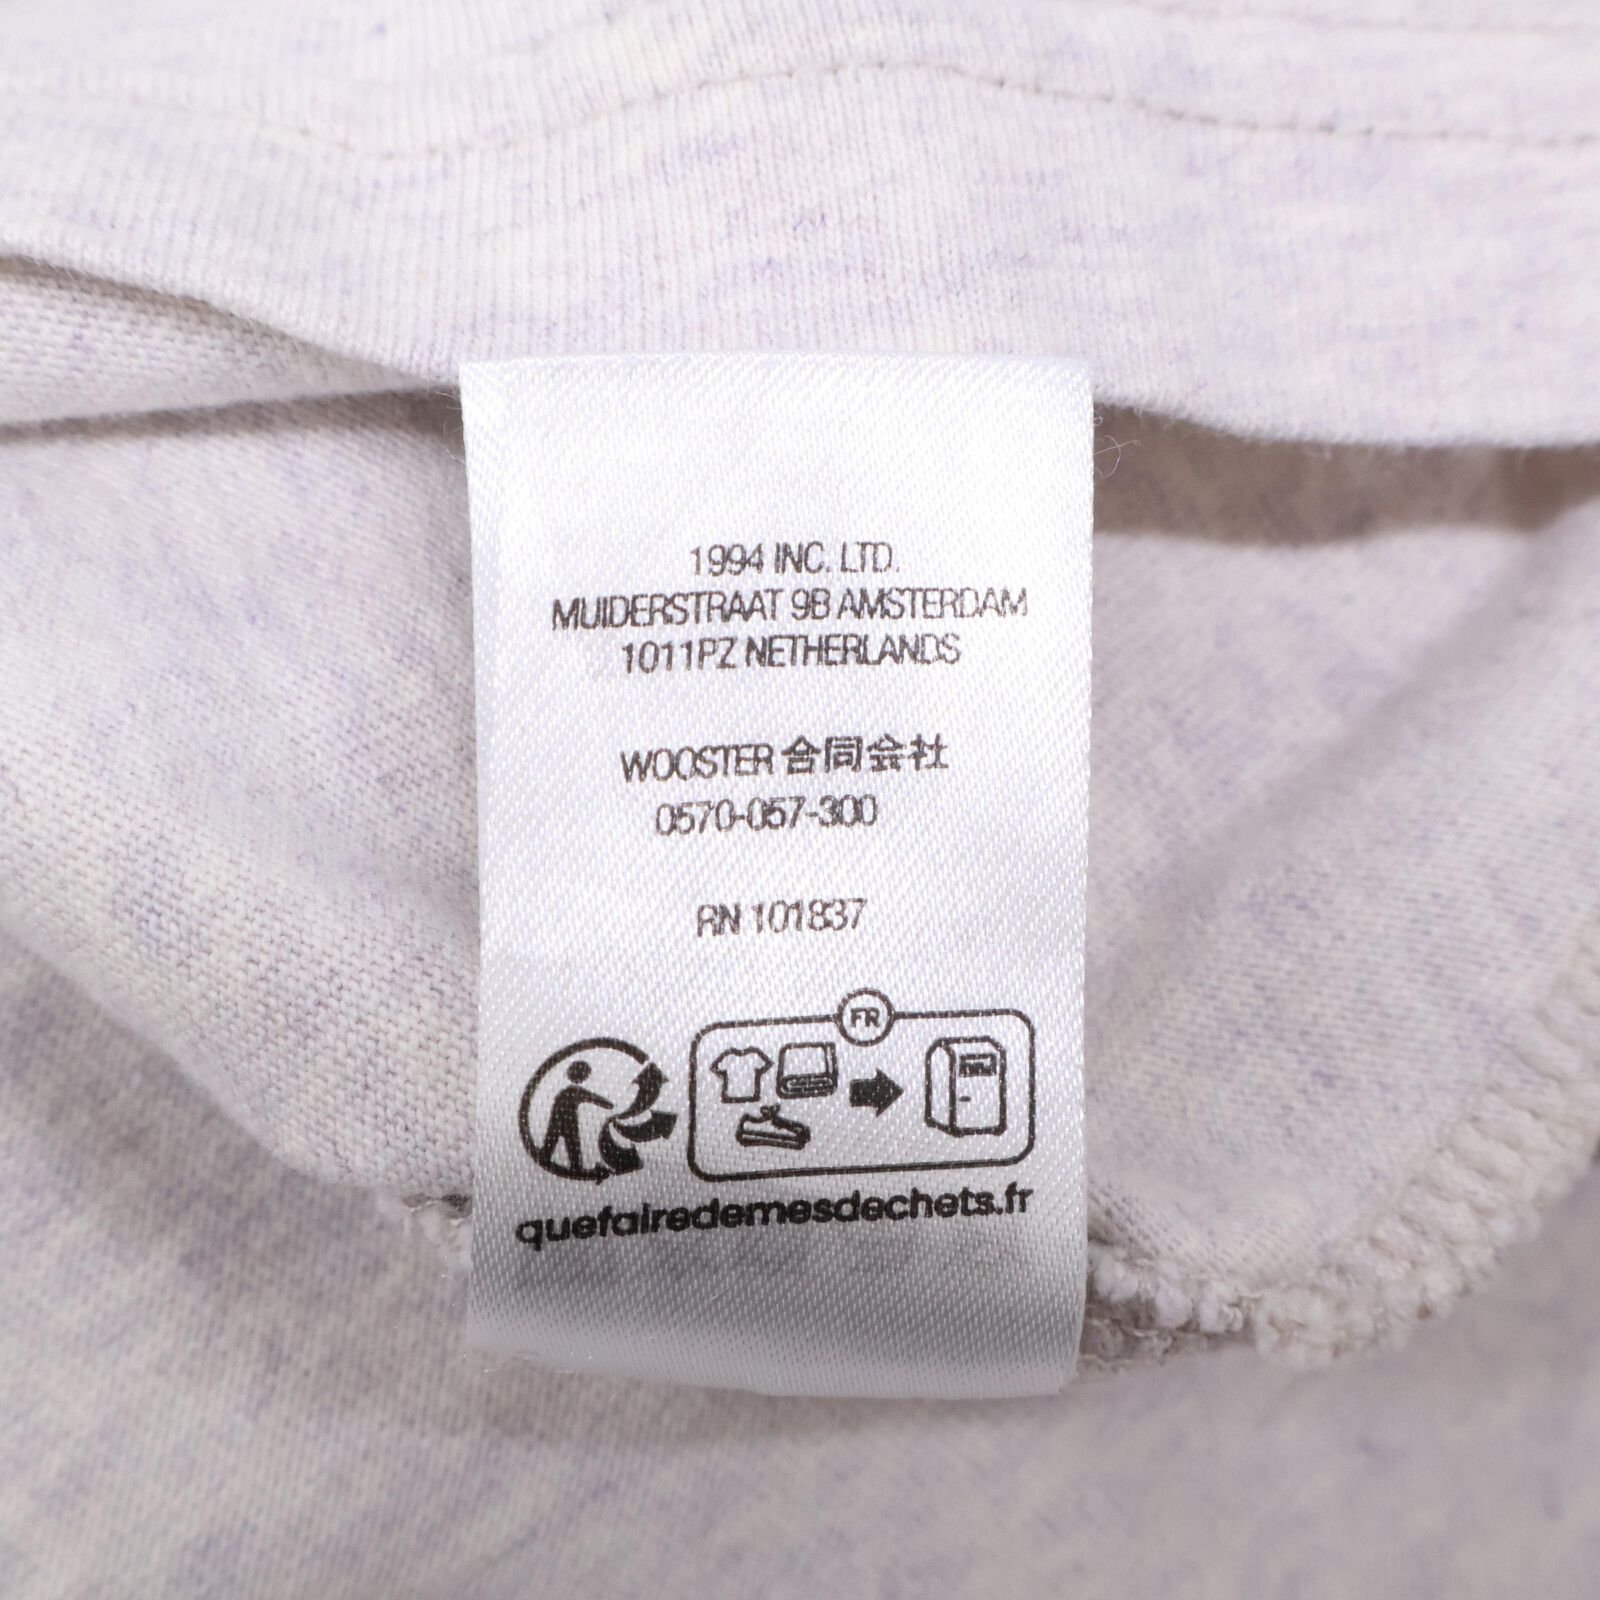 1994 INC. LTD.
MUIDERSTRAAT 9B AMSTERDAM
1011PZ NETHERLANDS
WOOSTER 合同会社
0570-057-300
RN 101837
FR
quefairedemesdechets.fr